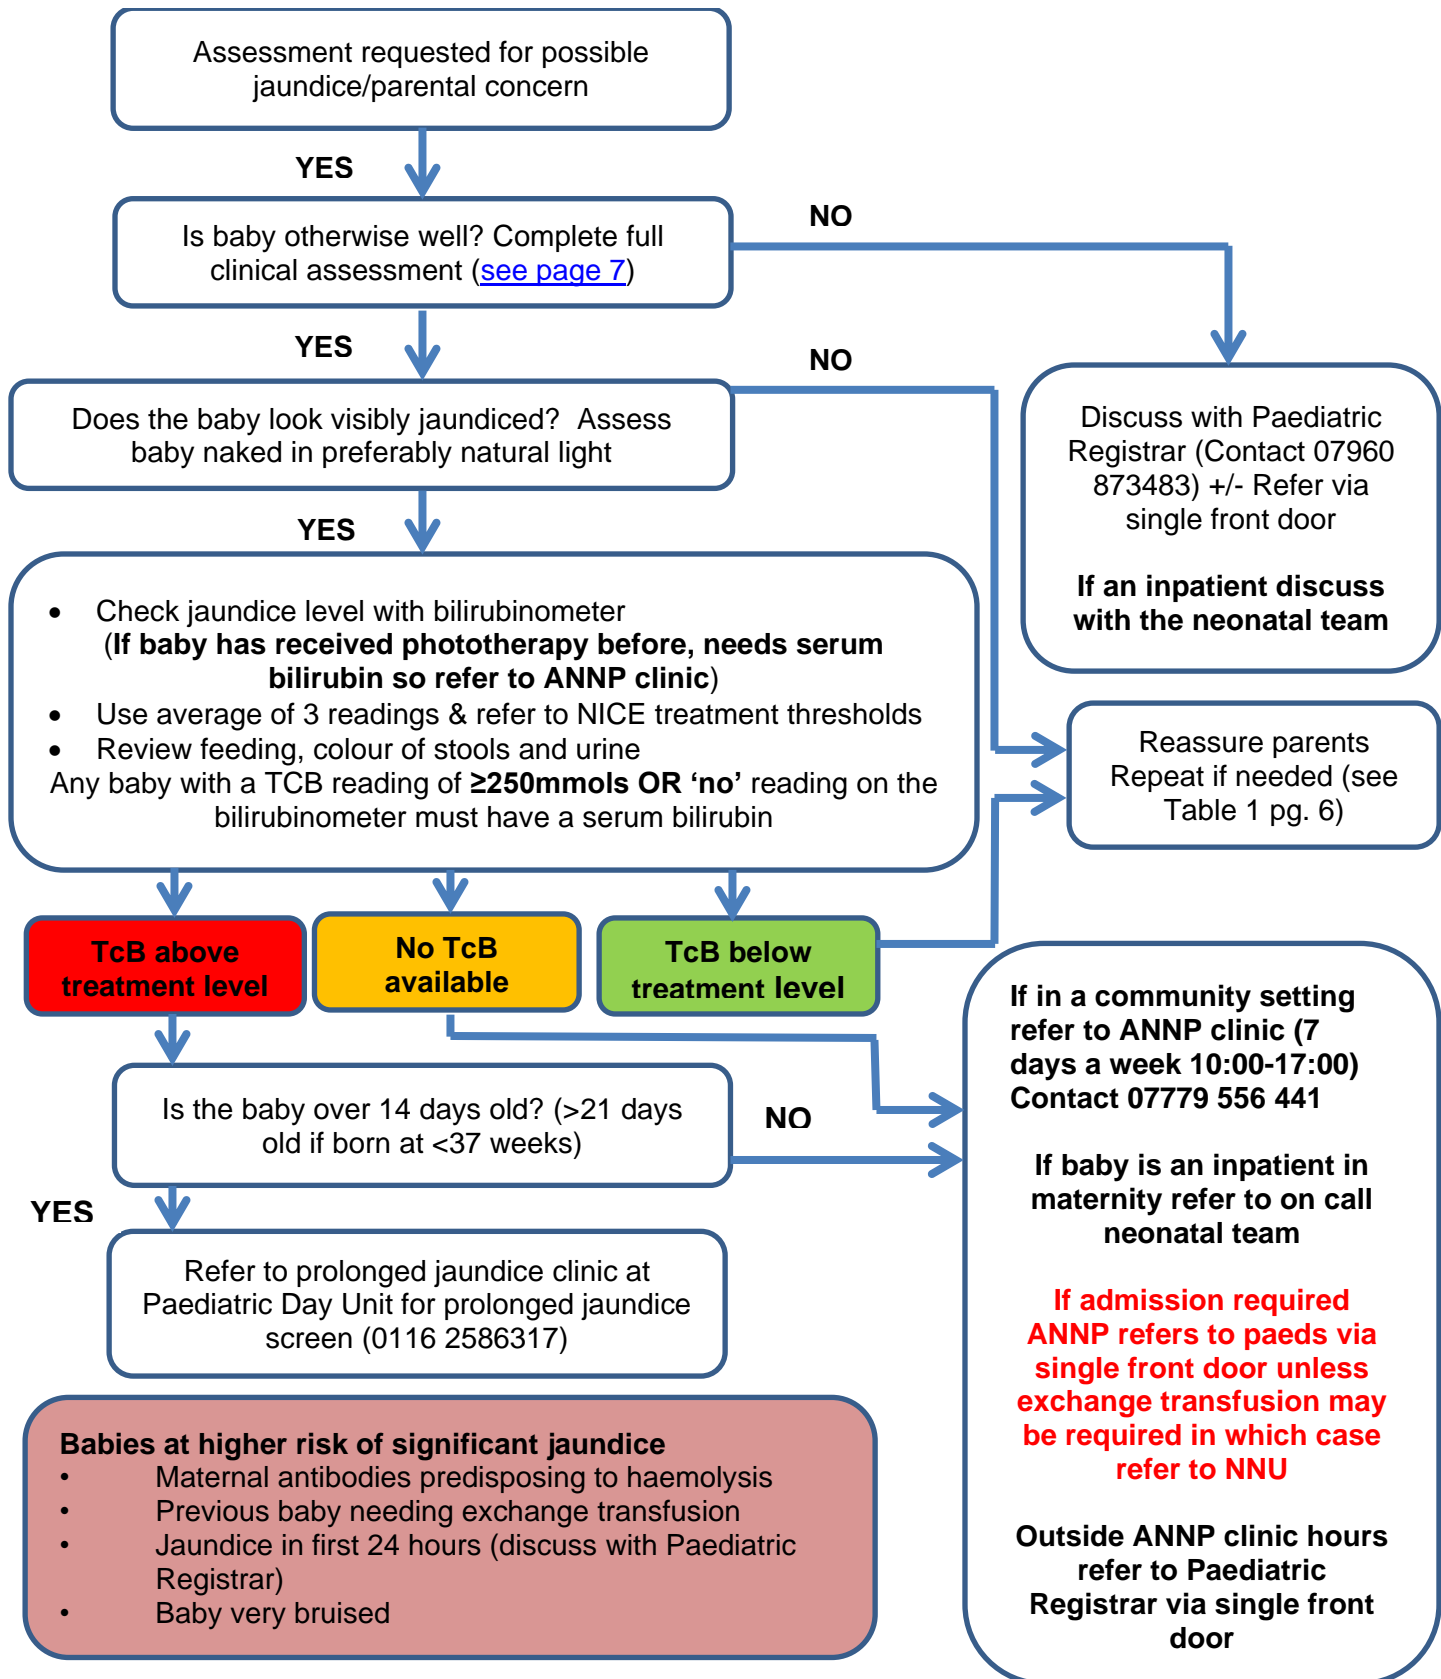 Assessment requested for possible
jaundice/parental concern
YES
Is baby otherwise well? Complete full
clinical assessment (see page 7)
NO
YES
NO
Does the baby look visibly jaundiced?  Assess
baby naked in preferably natural light
Discuss with Paediatric
Registrar (Contact 07960
873483) +/- Refer via
single front door
If an inpatient discuss
with the neonatal team
YES
• Check jaundice level with bilirubinometer
(If baby has received phototherapy before, needs serum
bilirubin so refer to ANNP clinic)
• Use average of 3 readings & refer to NICE treatment thresholds
• Review feeding, colour of stools and urine
Any baby with a TCB reading of ≥250mmols OR ‘no’ reading on the
bilirubinometer must have a serum bilirubin
Reassure parents
Repeat if needed (see
Table 1 pg. 6)
TcB above
treatment level
No TcB
available
TcB below
treatment level
Is the baby over 14 days old? (>21 days
old if born at <37 weeks)
NO
YES
Refer to prolonged jaundice clinic at
Paediatric Day Unit for prolonged jaundice
screen (0116 2586317)
If in a community setting
refer to ANNP clinic (7
days a week 10:00-17:00)
Contact 07779 556 441
If baby is an inpatient in
maternity refer to on call
neonatal team
If admission required
ANNP refers to paeds via
single front door unless
exchange transfusion may
be required in which case
refer to NNU
Outside ANNP clinic hours
refer to Paediatric
Registrar via single front
door
Babies at higher risk of significant jaundice
• Maternal antibodies predisposing to haemolysis
• Previous baby needing exchange transfusion
• Jaundice in first 24 hours (discuss with Paediatric
Registrar)
• Baby very bruised